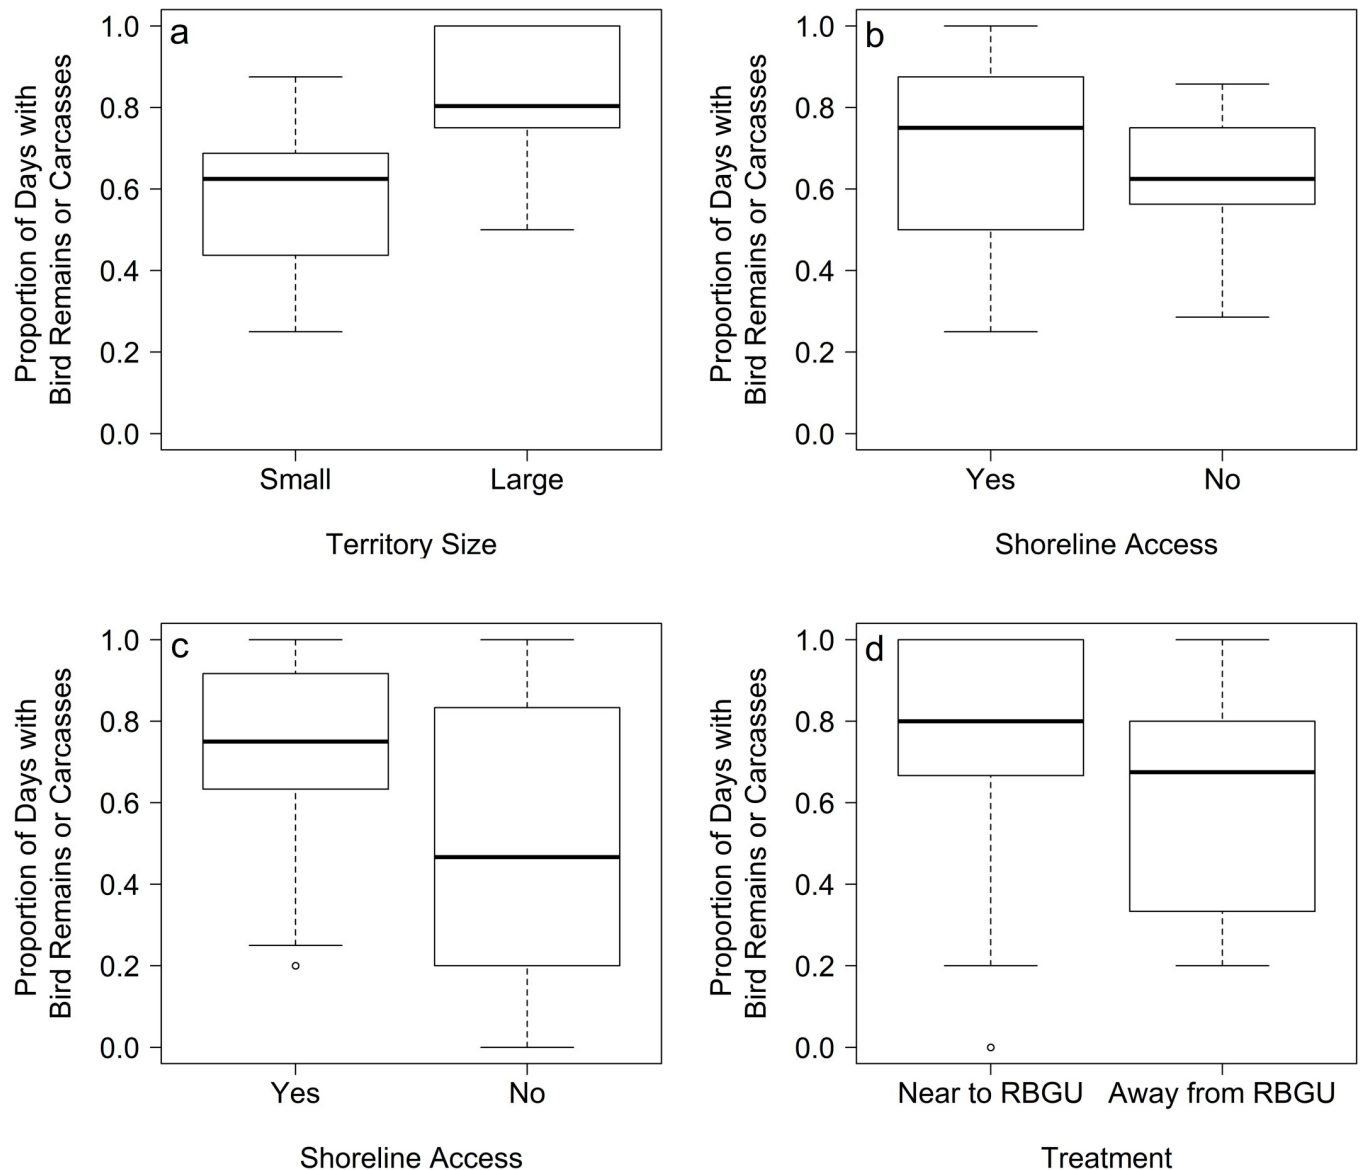 a
Proportion of Days with
Bird Remains or Carcasses
1.0
0.8
0.6
0.4
0.2
0.0
Small Large
Territory Size
b
Proportion of Days with
Bird Remains or Carcasses
1.0
0.8
0.6
0.4
0.2
0.0
Yes No
Shoreline Access
c
Proportion of Days with
Bird Remains or Carcasses
1.0
0.8
0.6
0.4
0.2
0.0
Yes No
Shoreline Access
d
Proportion of Days with
Bird Remains or Carcasses
1.0
0.8
0.6
0.4
0.2
0.0
Near to RBGU Away from RBGU
Treatment